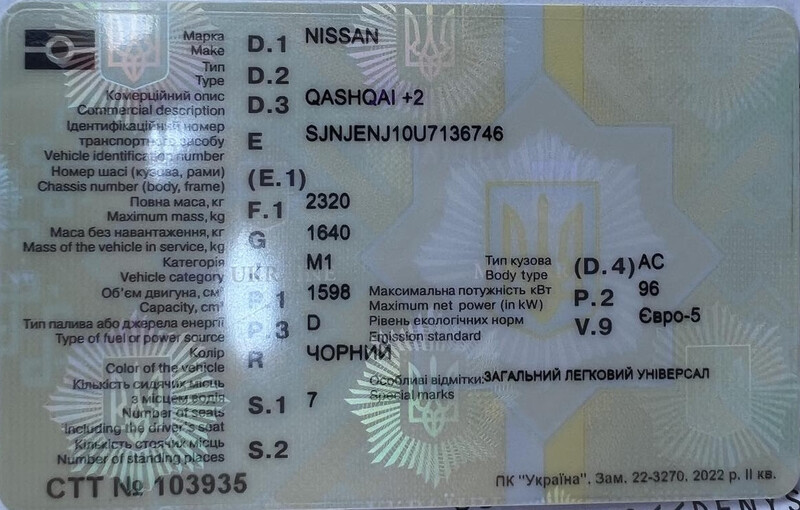 Марка D.1 NISSAN
Make
Тип D.2
Type
Комерційний опис D.3 QASHQAI +2
Commercial description
Ідентифікаційний номер
транспортного засобу E SJNJENJ10U7136746
Vehicle identification number
Номер шасі (кузова, рами) (E.1)
Chassis number (body, frame)
Повна маса, кг F.1 2320
Maximum mass, kg
Маса без навантаження, кг G 1640
Mass of the vehicle in service, kg
Категорія K M1 Тип кузова (D.4) AC
Vehicle category Body type
Об'єм двигуна, см³ P.1 1598 Максимальна потужність кВт P.2 96
Capacity, cm³ Maximum net power (in kW)
Тип палива або джерела енергії P.3 D Рівень екологічних норм V.9 Євро-5
Type of fuel or power source Emission standard
Колір R ЧОРНИЙ
Color of the vehicle
Кількість сидячих місць Особливі відмітки: ЗАГАЛЬНИЙ ЛЕГКОВИЙ УНІВЕРСАЛ
з місцем водія S.1 7 Special marks
Number of seats
including the driver's seat
Кількість стоячих місць S.2
Number of standing places
СТТ № 103935 ПК "Україна". Зам. 22-3270. 2022 р. II кв.